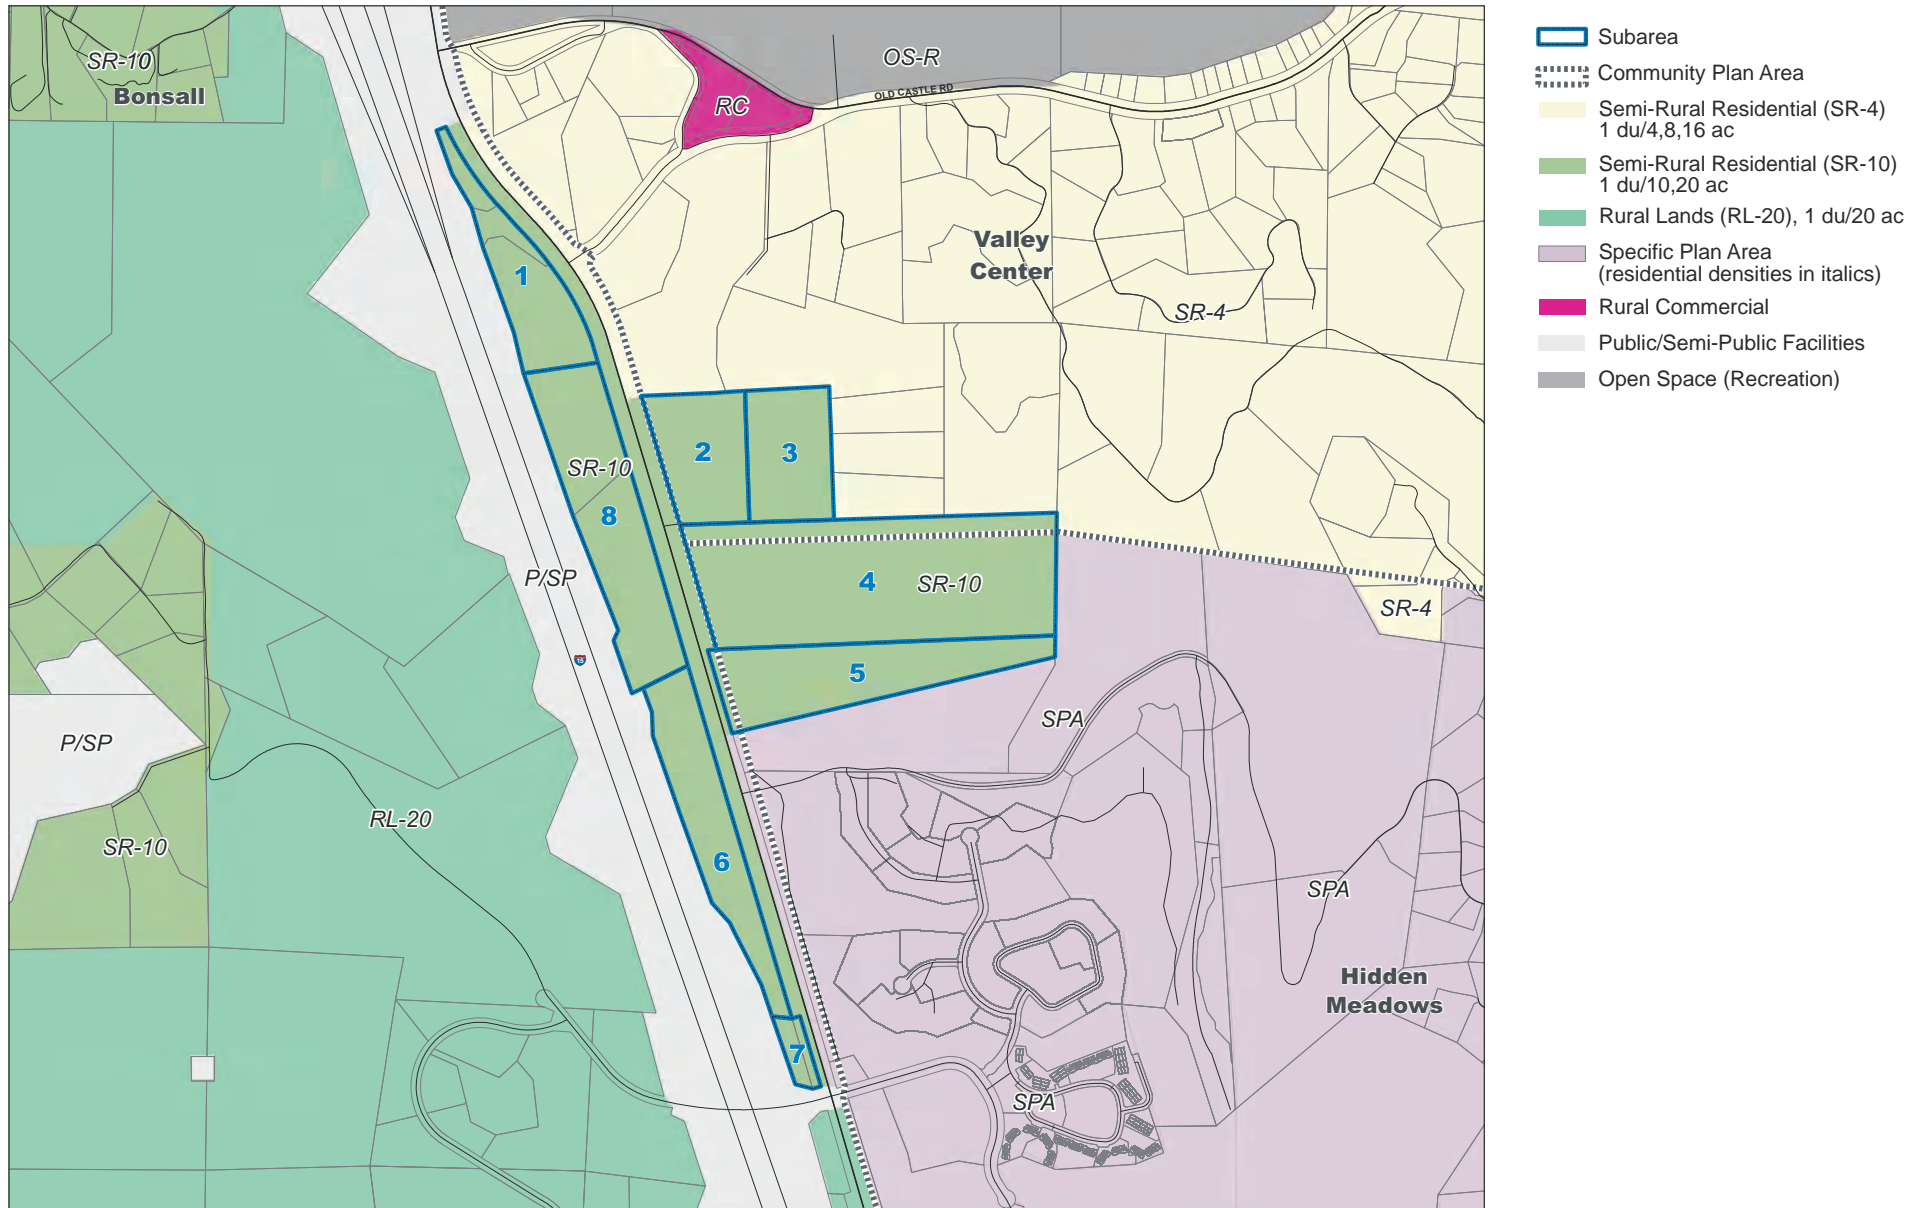 SR-10
Bonsall
OS-R
RC
OLD CASTLE RD
Valley
Center
SR-4
1
2
3
SR-10
8
P/SP
4
SR-10
SR-4
15
5
P/SP
SPA
RL-20
SR-10
6
SPA
Hidden
Meadows
7
SPA
Subarea
Community Plan Area
Semi-Rural Residential (SR-4)
1 du/4,8,16 ac
Semi-Rural Residential (SR-10)
1 du/10,20 ac
Rural Lands (RL-20), 1 du/20 ac
Specific Plan Area
(residential densities in italics)
Rural Commercial
Public/Semi-Public Facilities
Open Space (Recreation)